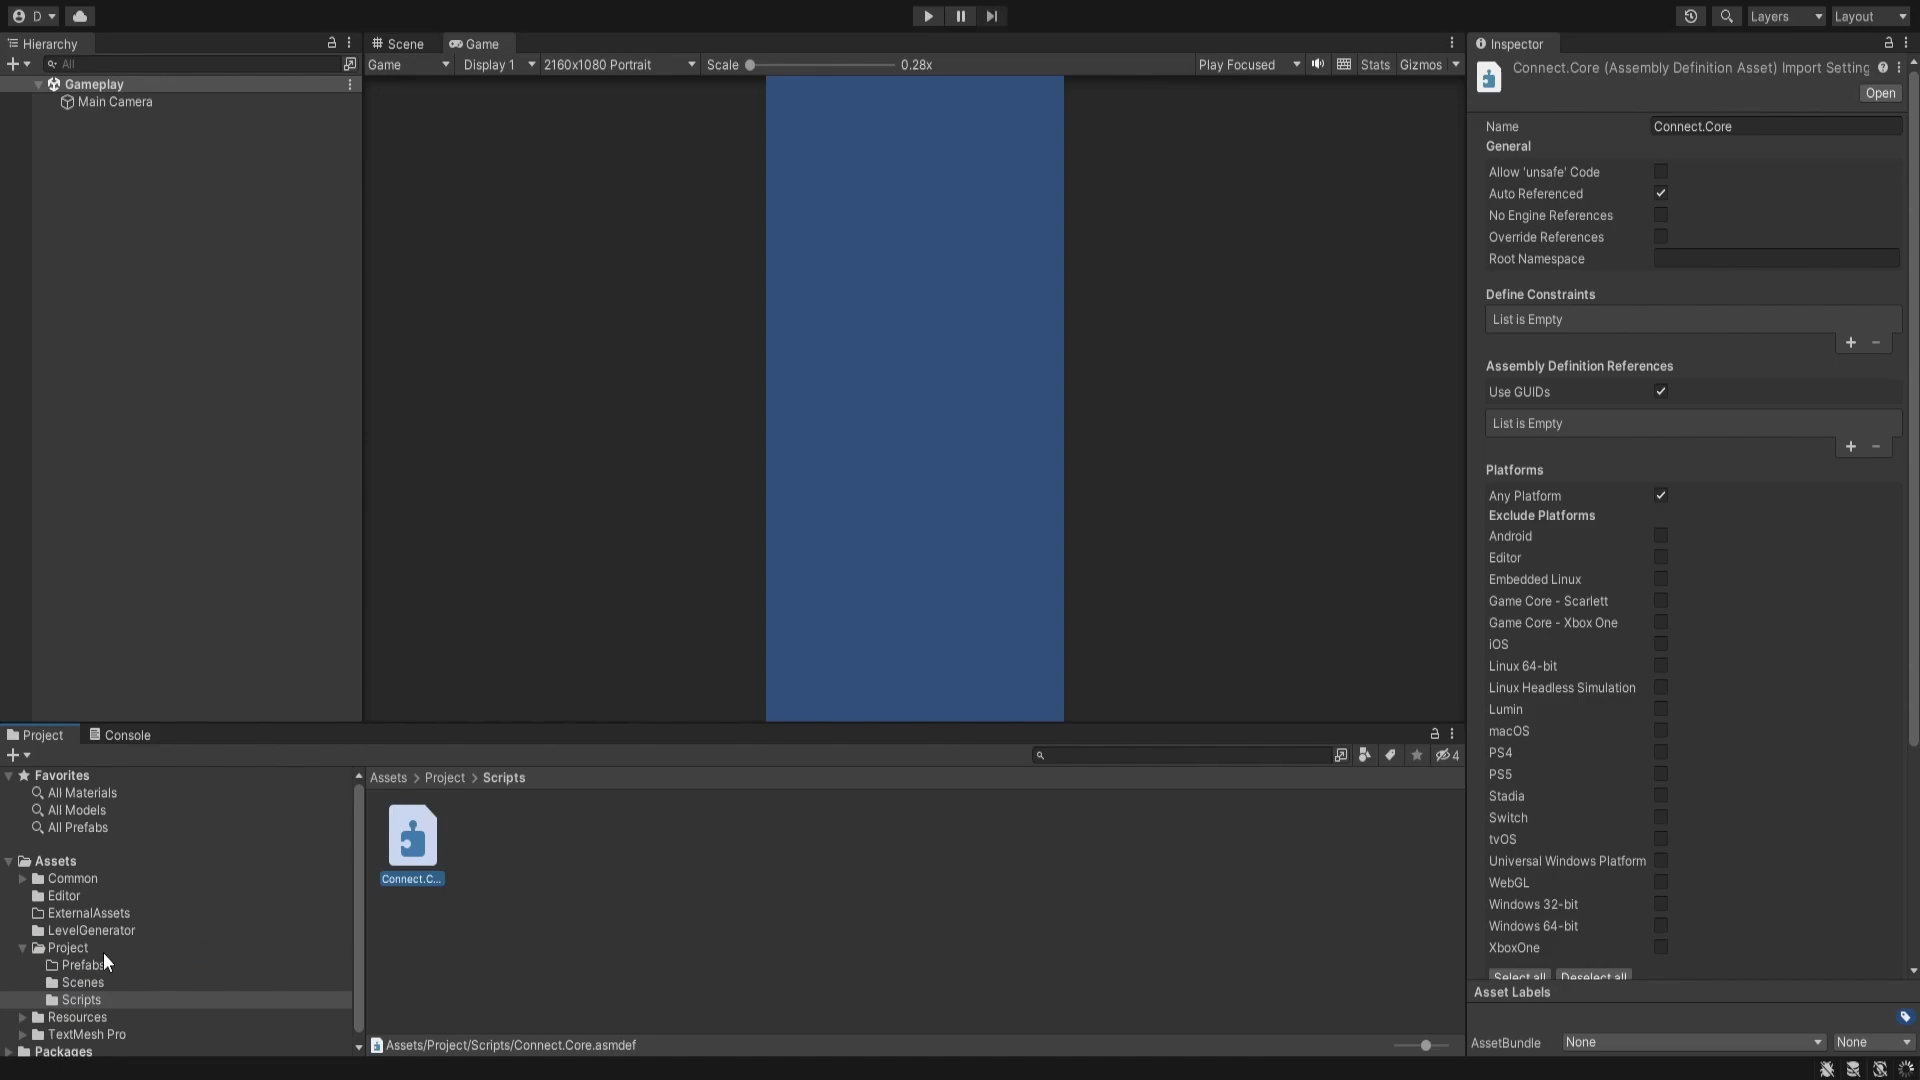 D
Layers
Layout
Hierarchy
All
Gameplay
Main Camera
Scene
Game
Game
Display 1
2160x1080 Portrait
Scale
0.28x
Play Focused
Stats
Gizmos
Inspector
Connect.Core (Assembly Definition Asset) Import Setting
Open
Name
Connect.Core
General
Allow 'unsafe' Code
Auto Referenced
No Engine References
Override References
Root Namespace
Define Constraints
List is Empty
Assembly Definition References
Use GUIDs
List is Empty
Platforms
Any Platform
Exclude Platforms
Android
Editor
Embedded Linux
Game Core - Scarlett
Game Core - Xbox One
iOS
Linux 64-bit
Linux Headless Simulation
Lumin
macOS
PS4
PS5
Stadia
Switch
tvOS
Universal Windows Platform
WebGL
Windows 32-bit
Windows 64-bit
XboxOne
Select all
Deselect all
Asset Labels
AssetBundle
None
None
Project
Console
4
Favorites
All Materials
All Models
All Prefabs
Assets
Common
Editor
ExternalAssets
LevelGenerator
Project
Prefabs
Scenes
Scripts
Resources
TextMesh Pro
Packages
Assets > Project > Scripts
Connect.C...
Assets/Project/Scripts/Connect.Core.asmdef